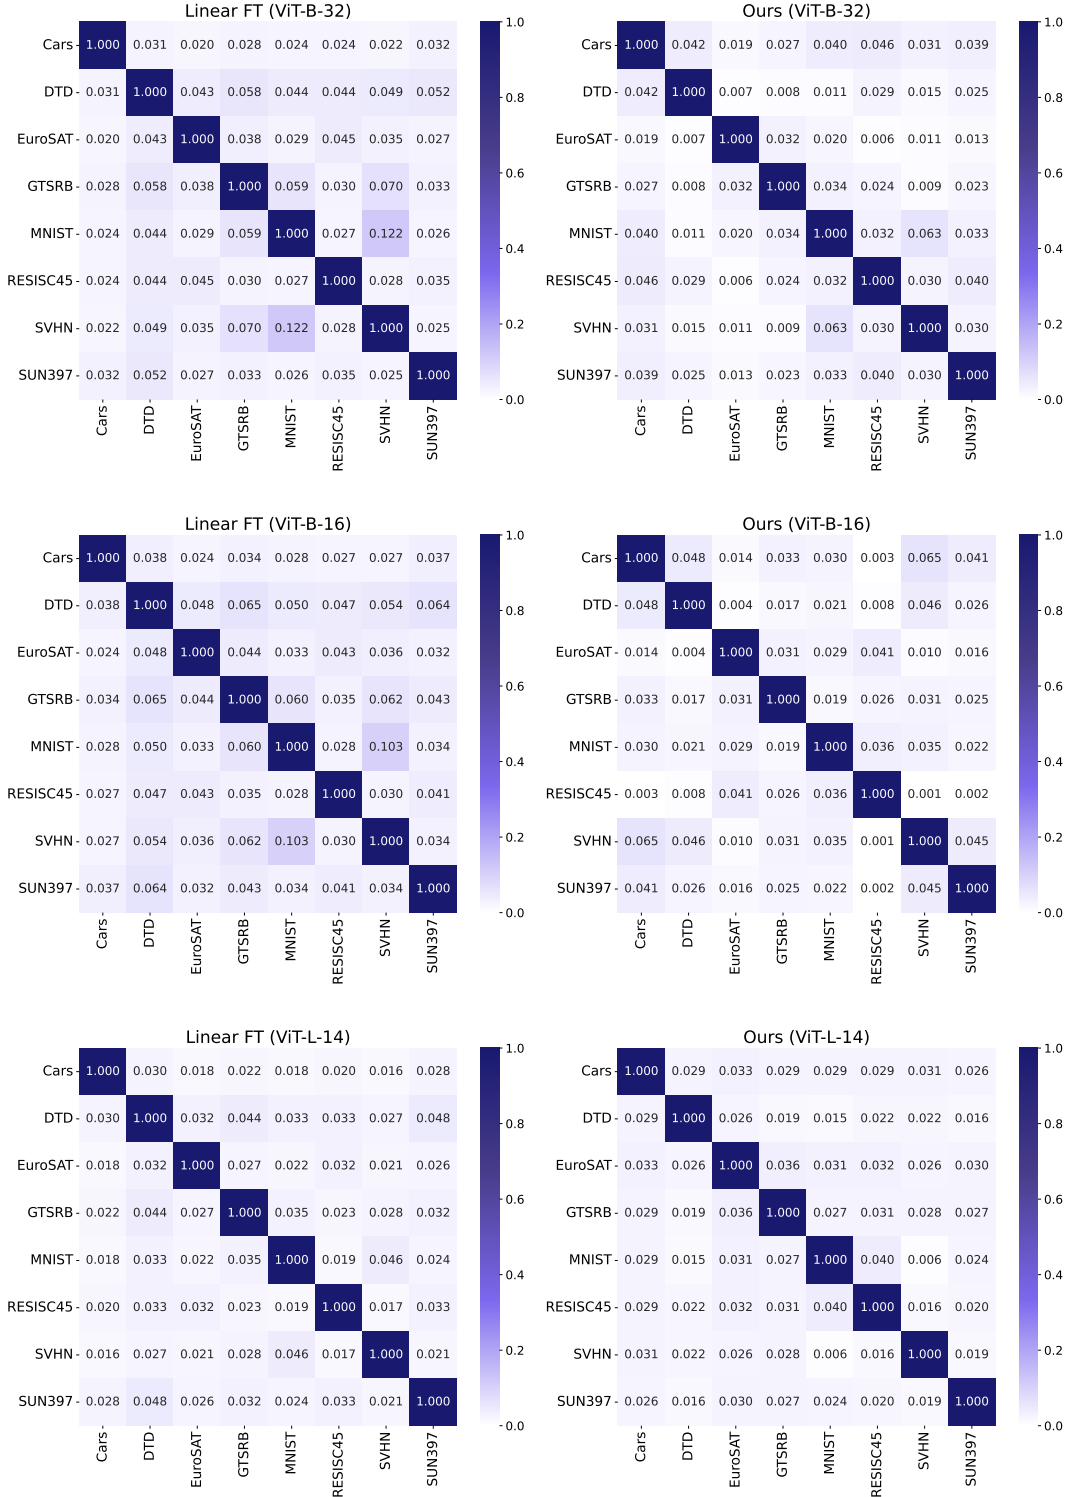 Linear FT (ViT-B-32)
Cars 1.000 0.031 0.020 0.028 0.024 0.024 0.022 0.032
DTD 0.031 1.000 0.043 0.058 0.044 0.044 0.049 0.052
EuroSAT 0.020 0.043 1.000 0.038 0.029 0.045 0.035 0.027
GTSRB 0.028 0.058 0.038 1.000 0.059 0.030 0.070 0.033
MNIST 0.024 0.044 0.029 0.059 1.000 0.027 0.122 0.026
RESISC45 0.024 0.044 0.045 0.030 0.027 1.000 0.028 0.035
SVHN 0.022 0.049 0.035 0.070 0.122 0.028 1.000 0.025
SUN397 0.032 0.052 0.027 0.033 0.026 0.035 0.025 1.000
Cars DTD EuroSAT GTSRB MNIST RESISC45 SVHN SUN397
1.0
0.8
0.6
0.4
0.2
0.0
Ours (ViT-B-32)
Cars 1.000 0.042 0.019 0.027 0.040 0.046 0.031 0.039
DTD 0.042 1.000 0.007 0.008 0.011 0.029 0.015 0.025
EuroSAT 0.019 0.007 1.000 0.032 0.020 0.006 0.011 0.013
GTSRB 0.027 0.008 0.032 1.000 0.034 0.024 0.009 0.023
MNIST 0.040 0.011 0.020 0.034 1.000 0.032 0.063 0.033
RESISC45 0.046 0.029 0.006 0.024 0.032 1.000 0.030 0.040
SVHN 0.031 0.015 0.011 0.009 0.063 0.030 1.000 0.030
SUN397 0.039 0.025 0.013 0.023 0.033 0.040 0.030 1.000
Cars DTD EuroSAT GTSRB MNIST RESISC45 SVHN SUN397
1.0
0.8
0.6
0.4
0.2
0.0
Linear FT (ViT-B-16)
Cars 1.000 0.038 0.024 0.034 0.028 0.027 0.027 0.037
DTD 0.038 1.000 0.048 0.065 0.050 0.047 0.054 0.064
EuroSAT 0.024 0.048 1.000 0.044 0.033 0.043 0.036 0.032
GTSRB 0.034 0.065 0.044 1.000 0.060 0.035 0.062 0.043
MNIST 0.028 0.050 0.033 0.060 1.000 0.028 0.103 0.034
RESISC45 0.027 0.047 0.043 0.035 0.028 1.000 0.030 0.041
SVHN 0.027 0.054 0.036 0.062 0.103 0.030 1.000 0.034
SUN397 0.037 0.064 0.032 0.043 0.034 0.041 0.034 1.000
Cars DTD EuroSAT GTSRB MNIST RESISC45 SVHN SUN397
1.0
0.8
0.6
0.4
0.2
0.0
Ours (ViT-B-16)
Cars 1.000 0.048 0.014 0.033 0.030 0.003 0.065 0.041
DTD 0.048 1.000 0.004 0.017 0.021 0.008 0.046 0.026
EuroSAT 0.014 0.004 1.000 0.031 0.029 0.041 0.010 0.016
GTSRB 0.033 0.017 0.031 1.000 0.019 0.026 0.031 0.025
MNIST 0.030 0.021 0.029 0.019 1.000 0.036 0.035 0.022
RESISC45 0.003 0.008 0.041 0.026 0.036 1.000 0.001 0.002
SVHN 0.065 0.046 0.010 0.031 0.035 0.001 1.000 0.045
SUN397 0.041 0.026 0.016 0.025 0.022 0.002 0.045 1.000
Cars DTD EuroSAT GTSRB MNIST RESISC45 SVHN SUN397
1.0
0.8
0.6
0.4
0.2
0.0
Linear FT (ViT-L-14)
Cars 1.000 0.030 0.018 0.022 0.018 0.020 0.016 0.028
DTD 0.030 1.000 0.032 0.044 0.033 0.033 0.027 0.048
EuroSAT 0.018 0.032 1.000 0.027 0.022 0.032 0.021 0.026
GTSRB 0.022 0.044 0.027 1.000 0.035 0.023 0.028 0.032
MNIST 0.018 0.033 0.022 0.035 1.000 0.019 0.046 0.024
RESISC45 0.020 0.033 0.032 0.023 0.019 1.000 0.017 0.033
SVHN 0.016 0.027 0.021 0.028 0.046 0.017 1.000 0.021
SUN397 0.028 0.048 0.026 0.032 0.024 0.033 0.021 1.000
Cars DTD EuroSAT GTSRB MNIST RESISC45 SVHN SUN397
1.0
0.8
0.6
0.4
0.2
0.0
Ours (ViT-L-14)
Cars 1.000 0.029 0.033 0.029 0.029 0.029 0.031 0.026
DTD 0.029 1.000 0.026 0.019 0.015 0.022 0.022 0.016
EuroSAT 0.033 0.026 1.000 0.036 0.031 0.032 0.026 0.030
GTSRB 0.029 0.019 0.036 1.000 0.027 0.031 0.028 0.027
MNIST 0.029 0.015 0.031 0.027 1.000 0.040 0.006 0.024
RESISC45 0.029 0.022 0.032 0.031 0.040 1.000 0.016 0.020
SVHN 0.031 0.022 0.026 0.028 0.006 0.016 1.000 0.019
SUN397 0.026 0.016 0.030 0.027 0.024 0.020 0.019 1.000
Cars DTD EuroSAT GTSRB MNIST RESISC45 SVHN SUN397
1.0
0.8
0.6
0.4
0.2
0.0